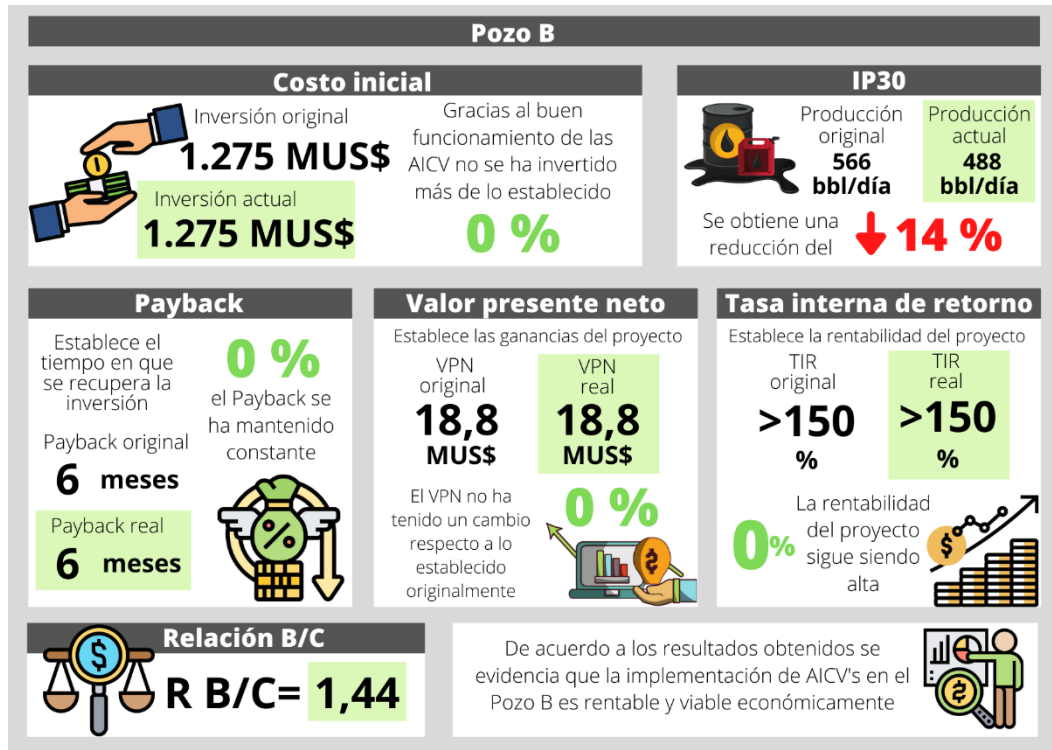 Pozo B
Costo inicial
Inversión original
1.275 MUS$
Inversión actual
1.275 MUS$
Gracias al buen
funcionamiento de las
AICV no se ha invertido
más de lo establecido
0 %
IP30
Producción
original
566
bbl/día
Producción
actual
488
bbl/día
Se obtiene una
reducción del
14 %
Payback
Establece el
tiempo en que
se recupera la
inversión
Payback original
6 meses
Payback real
6 meses
0 %
el Payback se
ha mantenido
constante
%
Valor presente neto
Establece las ganancias del proyecto
VPN
original
18,8
MUS$
VPN
real
18,8
MUS$
El VPN no ha
tenido un cambio
respecto a lo
establecido
originalmente
0 %
$
Tasa interna de retorno
Establece la rentabilidad del proyecto
TIR
original
>150
%
TIR
real
>150
%
0%
La rentabilidad
del proyecto
sigue siendo
alta
$
Relación B/C
$
R B/C= 1,44
De acuerdo a los resultados obtenidos se
evidencia que la implementación de AICV's en el
Pozo B es rentable y viable económicamente